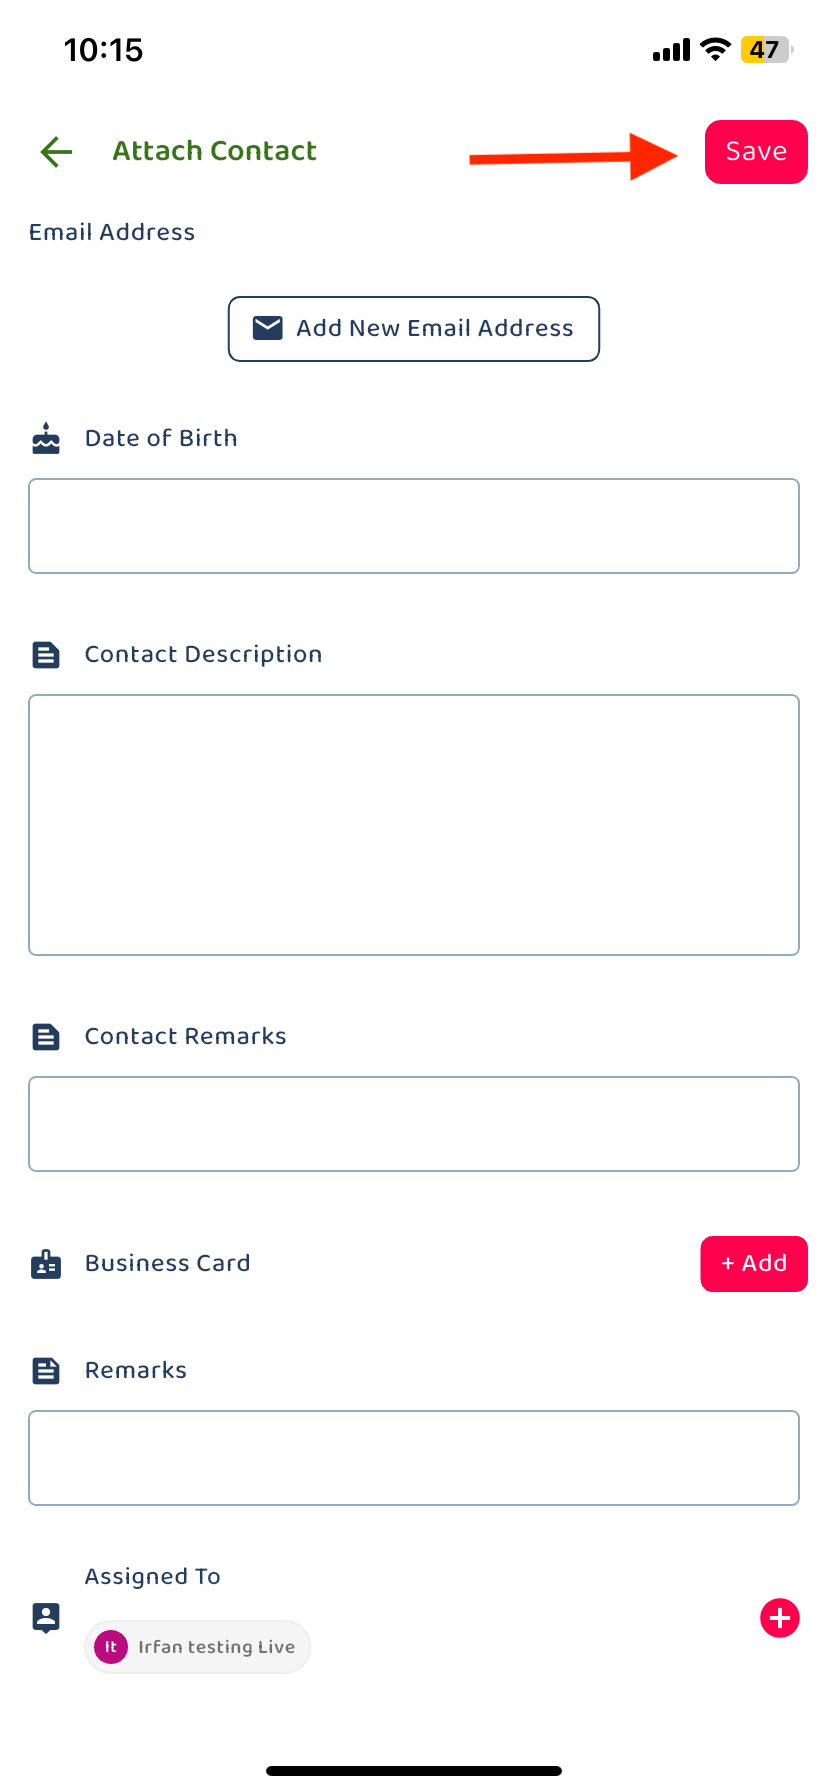 10:15
47
Attach Contact
Save
Email Address
Add New Email Address
Date of Birth
Contact Description
Contact Remarks
Business Card
+ Add
Remarks
Assigned To
It Irfan testing Live